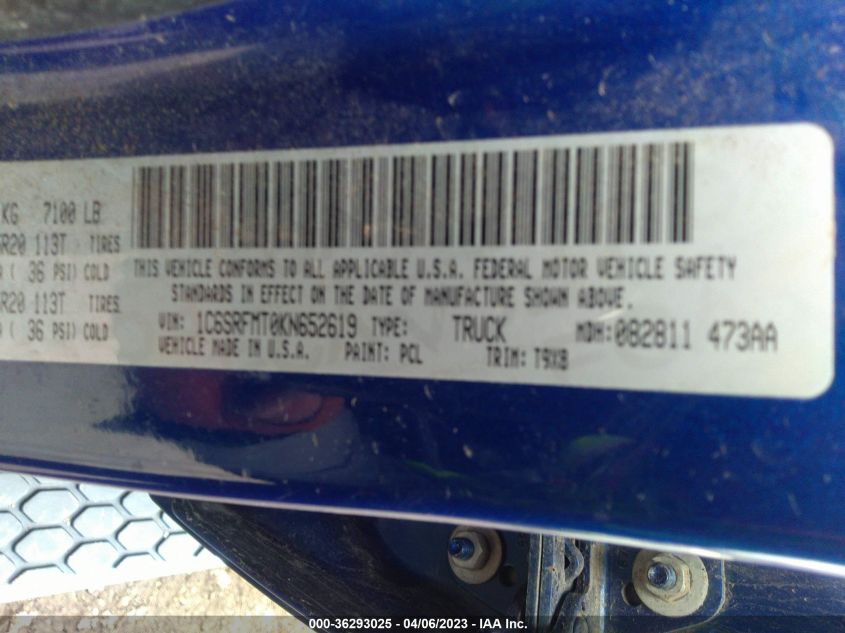 KG 7100 LB
R20 113T TIRES
( 36 PSI) COLD
R20 113T TIRES
( 36 PSI) COLD
THIS VEHICLE CONFORMS TO ALL APPLICABLE U.S.A. FEDERAL MOTOR VEHICLE SAFETY
STANDARDS IN EFFECT ON THE DATE OF MANUFACTURE SHOWN ABOVE.
VIN: 1C6SRFMT0KN652619 TYPE: TRUCK MDH:082811 473AA
VEHICLE MADE IN U.S.A. PAINT: PCL TRIM: T9X8
000-36293025 - 04/06/2023 - IAA Inc.